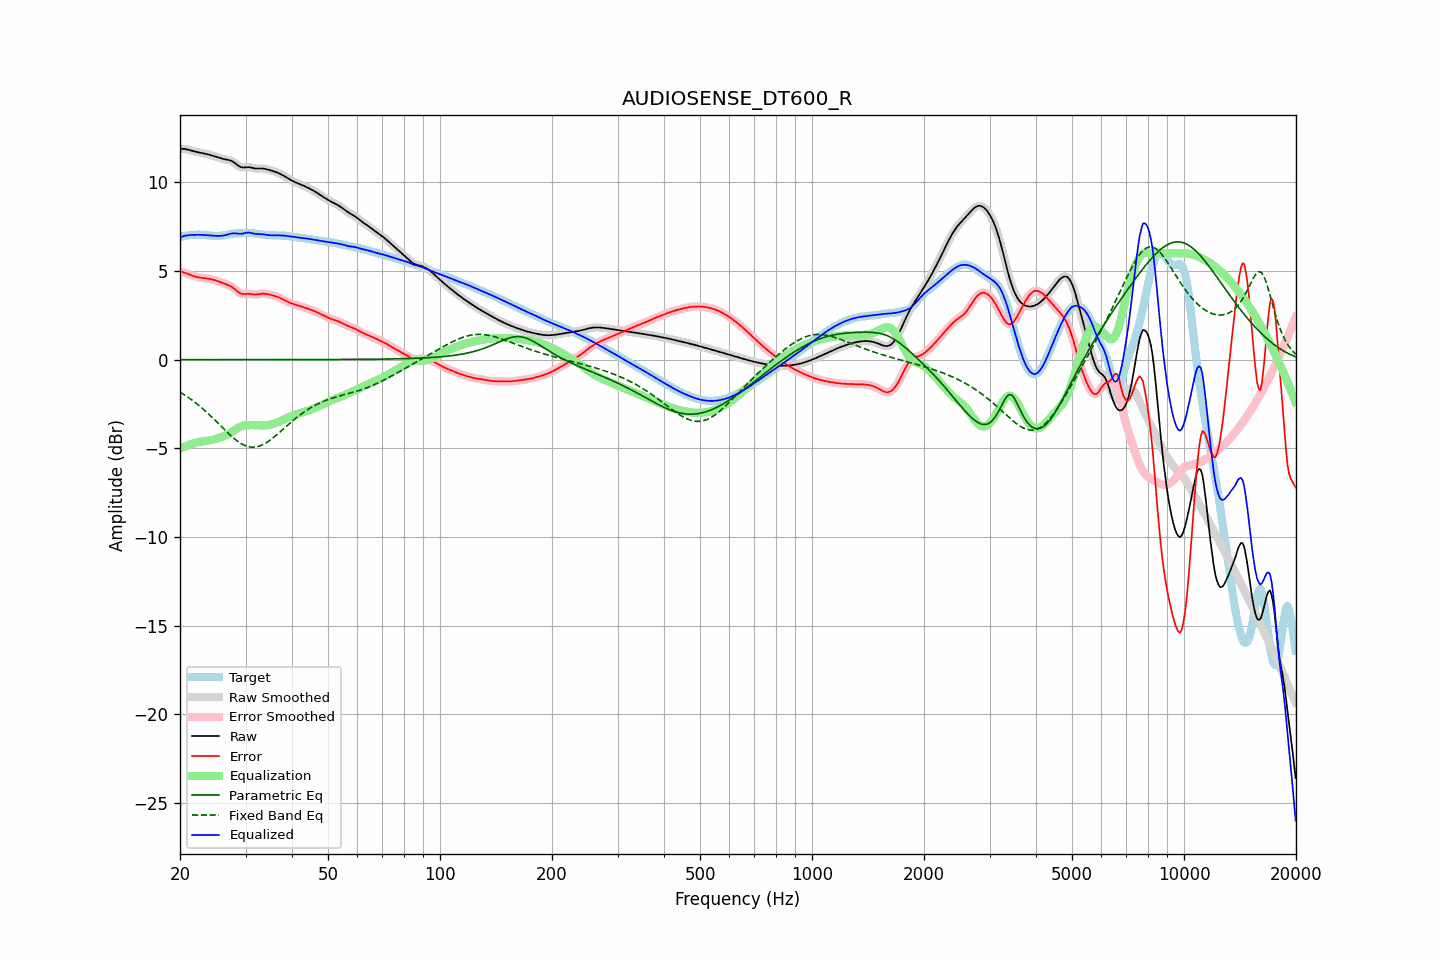 AUDIOSENSE_DT600_R
Amplitude (dBr)
10
5
0
−5
−10
−15
−20
−25
Target
Raw Smoothed
Error Smoothed
Raw
Error
Equalization
Parametric Eq
Fixed Band Eq
Equalized
20 50 100 200 500 1000 2000 5000 10000 20000
Frequency (Hz)